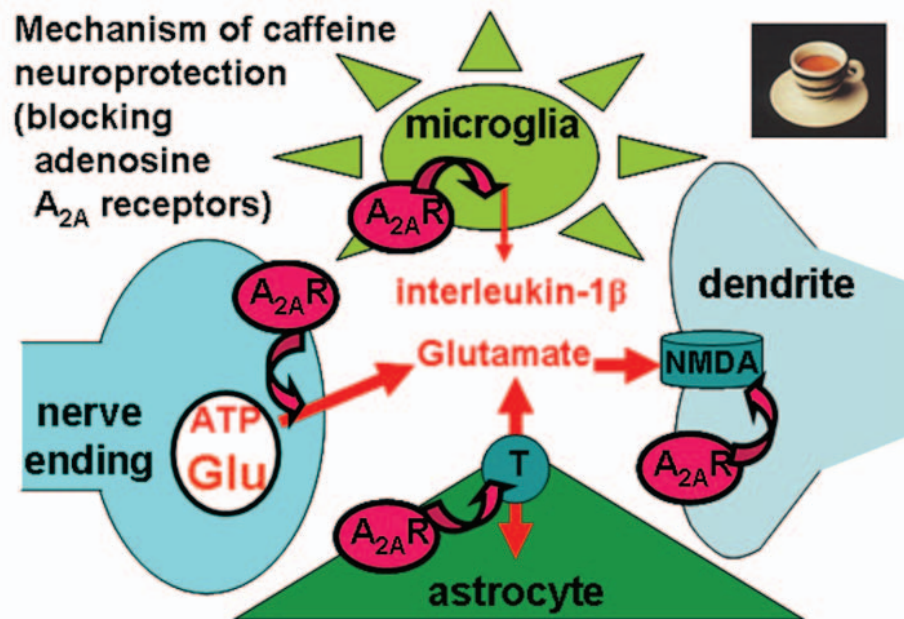 Mechanism of caffeine
neuroprotection
(blocking
adenosine
A2A receptors)
microglia
A2AR
interleukin-1β
dendrite
A2AR
Glutamate
NMDA
nerve
ending
ATP
Glu
T
A2AR
A2AR
astrocyte